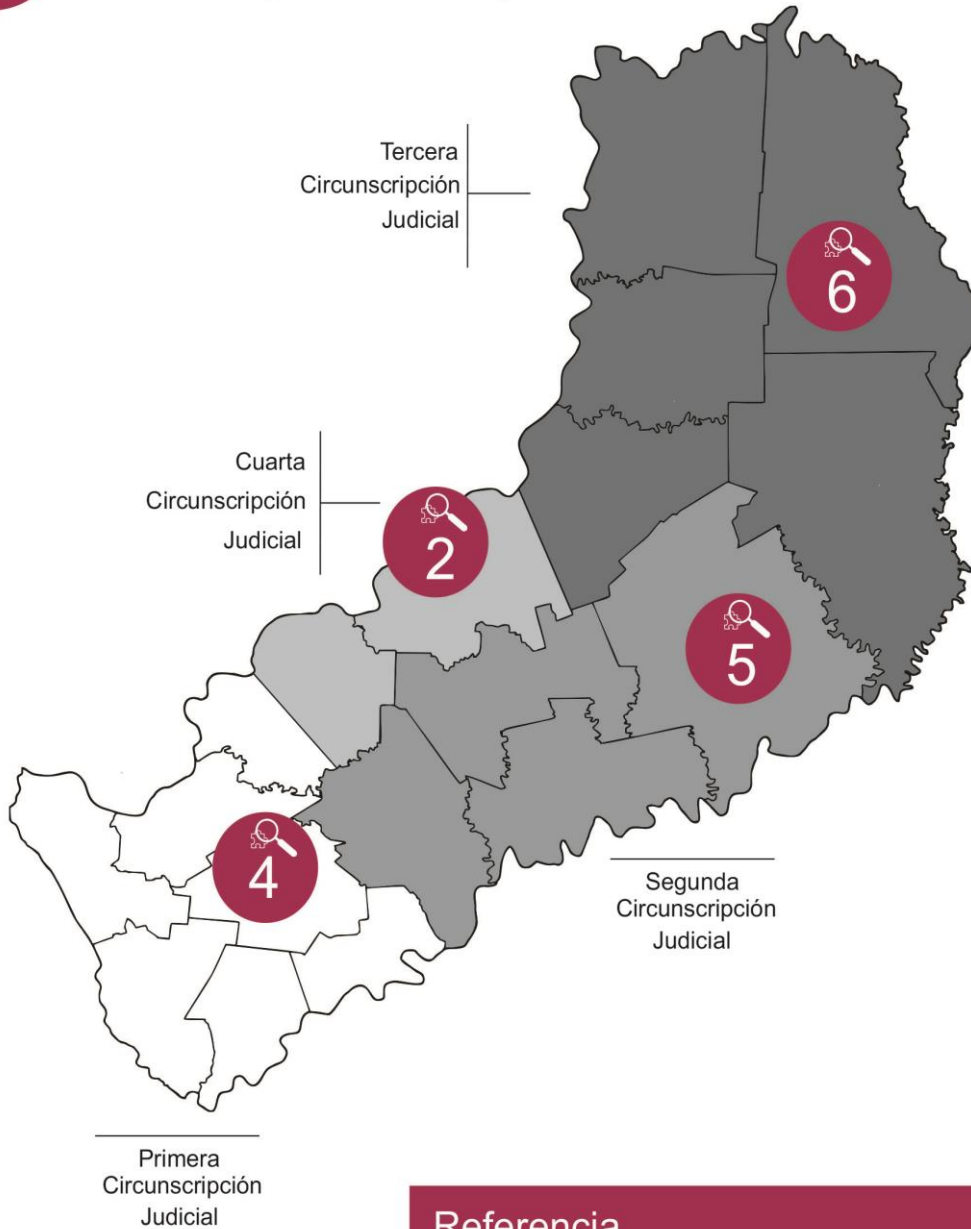 Tercera
Circunscripción
Judicial
6
Cuarta
Circunscripción
Judicial
2
5
4
Segunda
Circunscripción
Judicial
Primera
Circunscripción
Judicial
Referencia